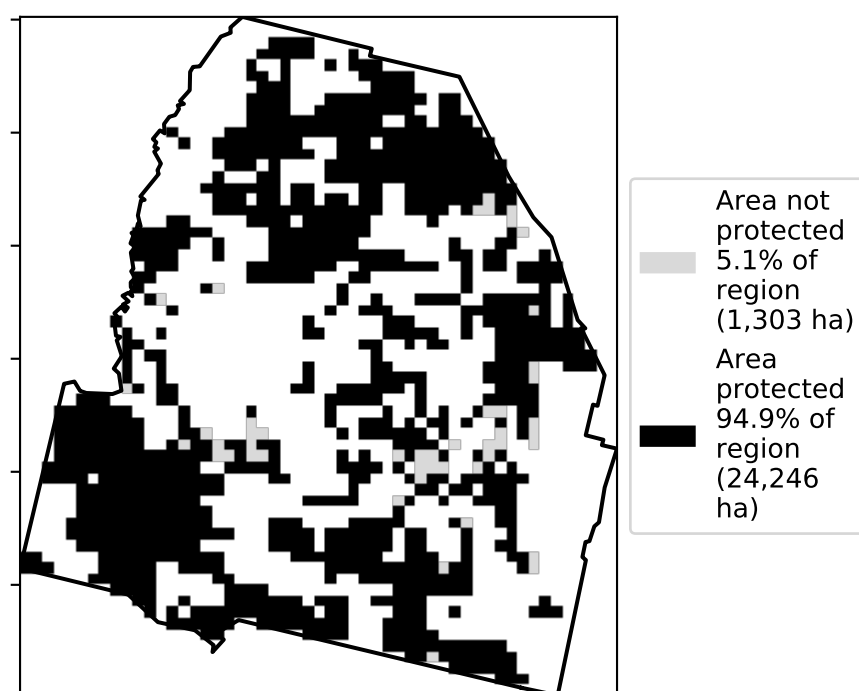 Area not
protected
5.1% of
region
(1,303 ha)
Area
protected
94.9% of
region
(24,246
ha)